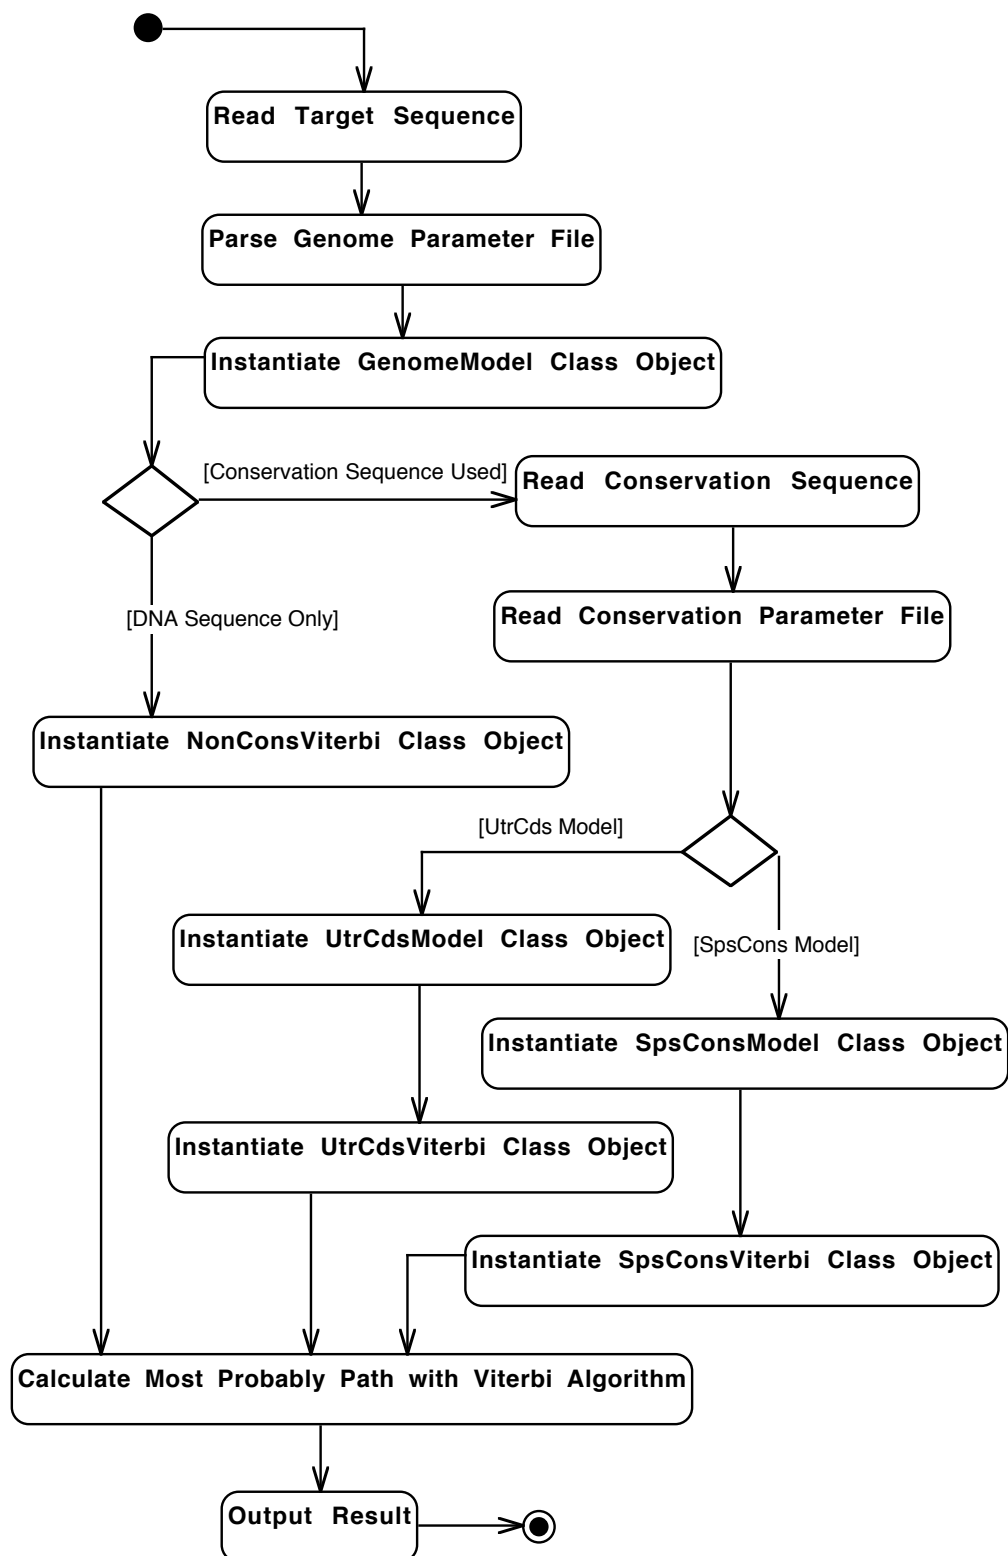 Read Target Sequence
Parse Genome Parameter File
Instantiate GenomeModel Class Object
[Conservation Sequence Used]
Read Conservation Sequence
[DNA Sequence Only]
Read Conservation Parameter File
Instantiate NonConsViterbi Class Object
[UtrCds Model]
Instantiate UtrCdsModel Class Object
[SpsCons Model]
Instantiate SpsConsModel Class Object
Instantiate UtrCdsViterbi Class Object
Instantiate SpsConsViterbi Class Object
Calculate Most Probably Path with Viterbi Algorithm
Output Result